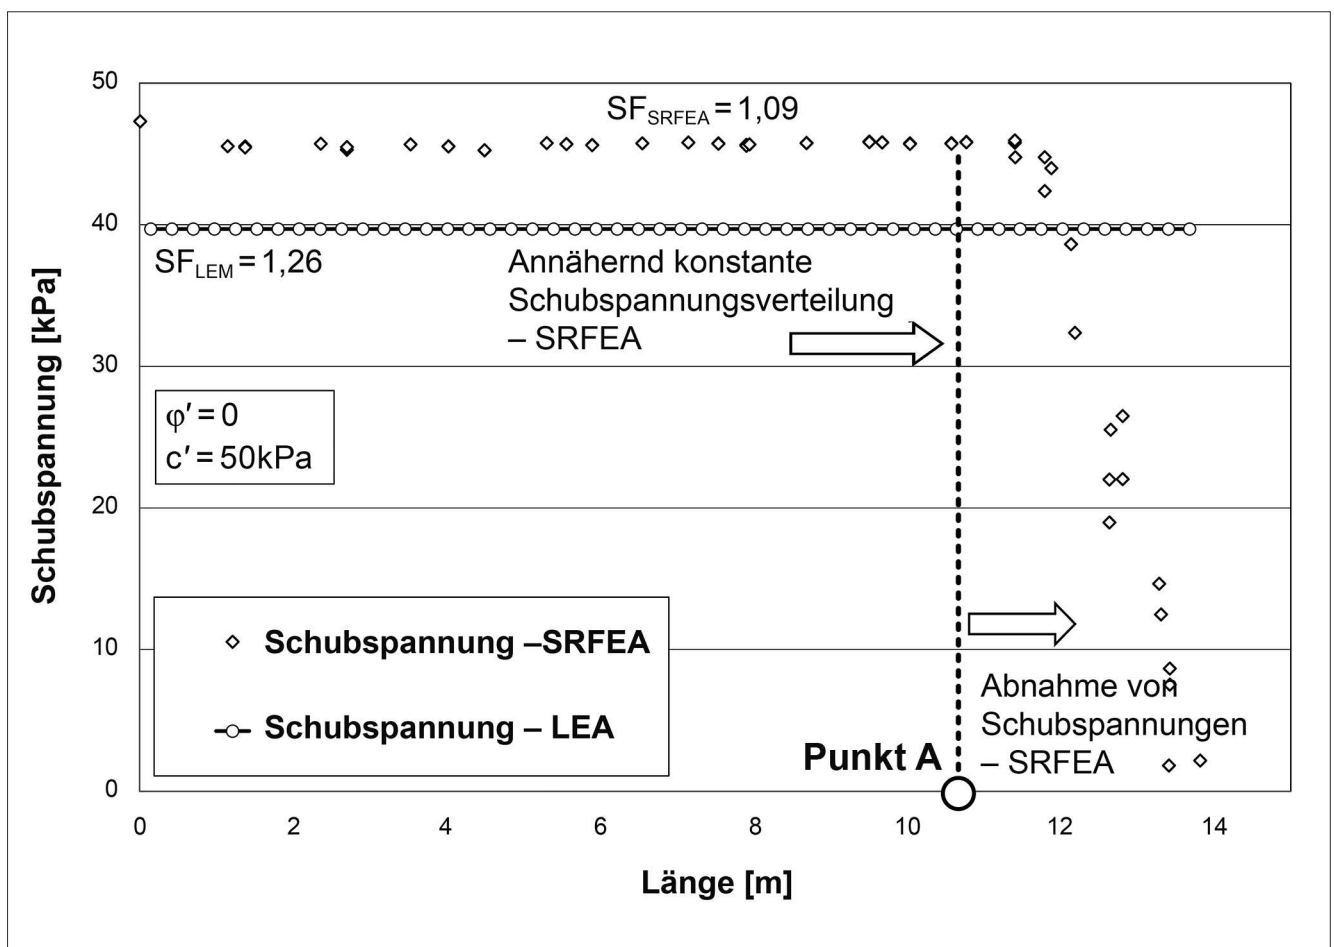 50
SF_SRFEA = 1,09
40
SF_LEM = 1,26
Annähernd konstante
Schubspannungsverteilung
– SRFEA
Schubspannung [kPa]
30
φ′ = 0
c′ = 50kPa
20
Schubspannung –SRFEA
10
Schubspannung – LEA
Abnahme von
Schubspannungen
– SRFEA
Punkt A
0
0 2 4 6 8 10 12 14
Länge [m]